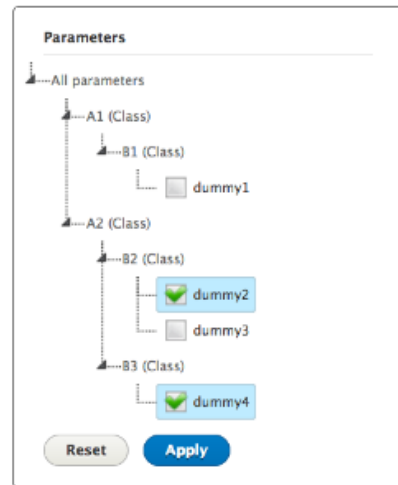 Parameters
All parameters
A1 (Class)
B1 (Class)
dummy1
A2 (Class)
B2 (Class)
dummy2
dummy3
B3 (Class)
dummy4
Reset Apply